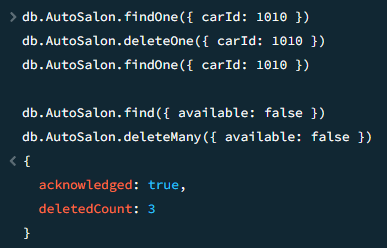 > db.AutoSalon.findOne({ carId: 1010 })
db.AutoSalon.deleteOne({ carId: 1010 })
db.AutoSalon.findOne({ carId: 1010 })
db.AutoSalon.find({ available: false })
db.AutoSalon.deleteMany({ available: false })
< {
acknowledged: true,
deletedCount: 3
}